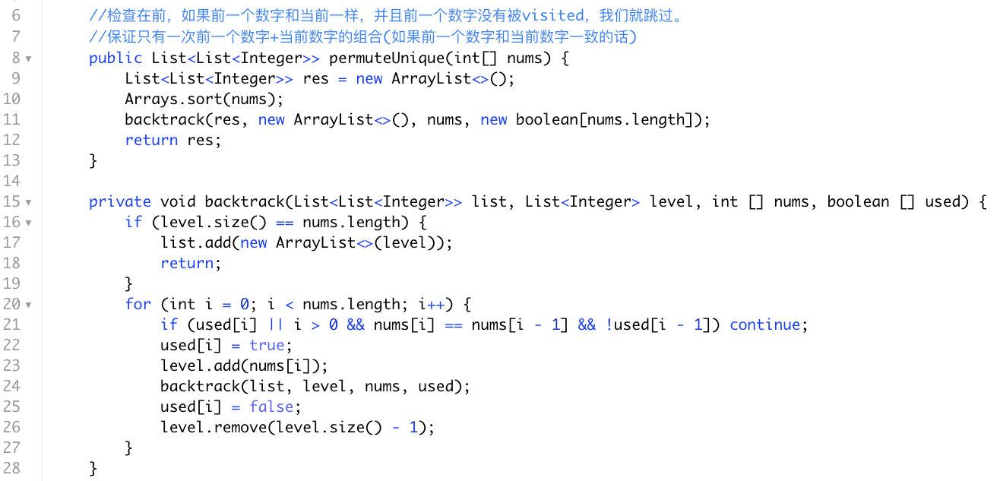 6 //检查在前，如果前一个数字和当前一样，并且前一个数字没有被visited，我们就跳过。
7 //保证只有一次前一个数字+当前数字的组合(如果前一个数字和当前数字一致的话)
8 public List<List<Integer>> permuteUnique(int[] nums) {
9 List<List<Integer>> res = new ArrayList<>();
10 Arrays.sort(nums);
11 backtrack(res, new ArrayList<>(), nums, new boolean[nums.length]);
12 return res;
13 }
14
15 private void backtrack(List<List<Integer>> list, List<Integer> level, int [] nums, boolean [] used) {
16 if (level.size() == nums.length) {
17 list.add(new ArrayList<>(level));
18 return;
19 }
20 for (int i = 0; i < nums.length; i++) {
21 if (used[i] || i > 0 && nums[i] == nums[i - 1] && !used[i - 1]) continue;
22 used[i] = true;
23 level.add(nums[i]);
24 backtrack(list, level, nums, used);
25 used[i] = false;
26 level.remove(level.size() - 1);
27 }
28 }